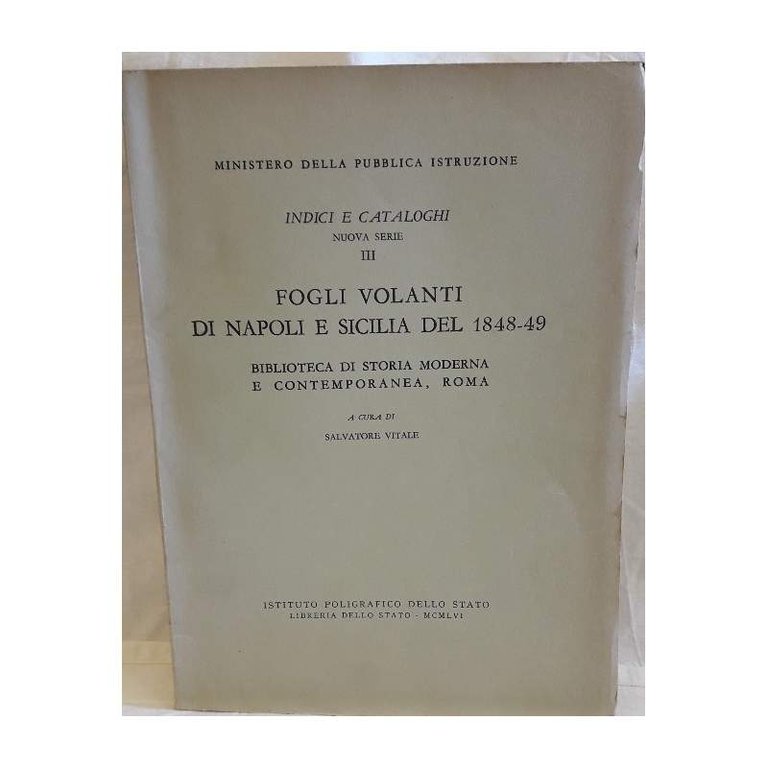 MINISTERO DELLA PUBBLICA ISTRUZIONE
INDICI E CATALOGHI
NUOVA SERIE
III
FOGLI VOLANTI
DI NAPOLI E SICILIA DEL 1848-49
BIBLIOTECA DI STORIA MODERNA
E CONTEMPORANEA, ROMA
A CURA DI
SALVATORE VITALE
ISTITUTO POLIGRAFICO DELLO STATO
LIBRERIA DELLO STATO - MCMLVI